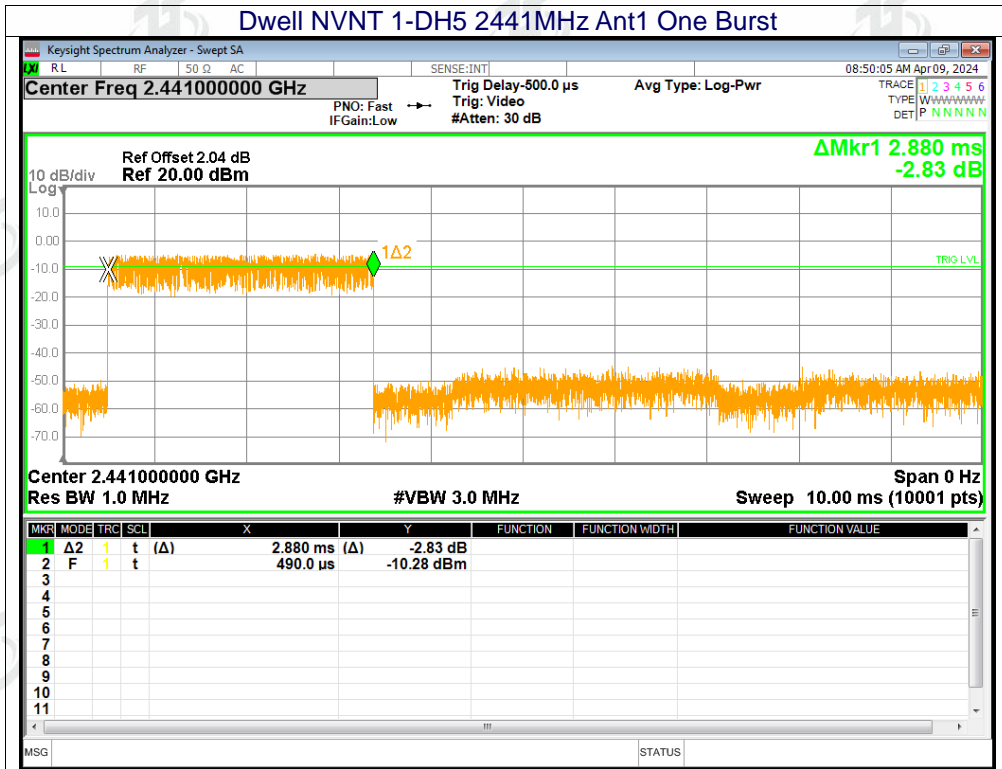 Dwell NVNT 1-DH5 2441MHz Ant1 One Burst
Keysight Spectrum Analyzer - Swept SA
LXI RL RF 50 Ω AC SENSE:INT 08:50:05 AM Apr 09, 2024
Center Freq 2.441000000 GHz Trig Delay-500.0 µs Avg Type: Log-Pwr TRACE 1 2 3 4 5 6
PNO: Fast Trig: Video TYPE WWWWWWW
IFGain:Low #Atten: 30 dB DET P N N N N N
ΔMkr1 2.880 ms
-2.83 dB
Ref Offset 2.04 dB
10 dB/div Ref 20.00 dBm
Log
10.0
0.00
1Δ2
-10.0
TRIG LVL
-20.0
-30.0
-40.0
-50.0
-60.0
-70.0
Center 2.441000000 GHz Span 0 Hz
Res BW 1.0 MHz #VBW 3.0 MHz Sweep 10.00 ms (10001 pts)
MKR MODE TRC SCL X Y FUNCTION FUNCTION WIDTH FUNCTION VALUE
1 Δ2 1 t (Δ) 2.880 ms (Δ) -2.83 dB
2 F 1 t 490.0 µs -10.28 dBm
3
4
5
6
7
8
9
10
11
MSG STATUS